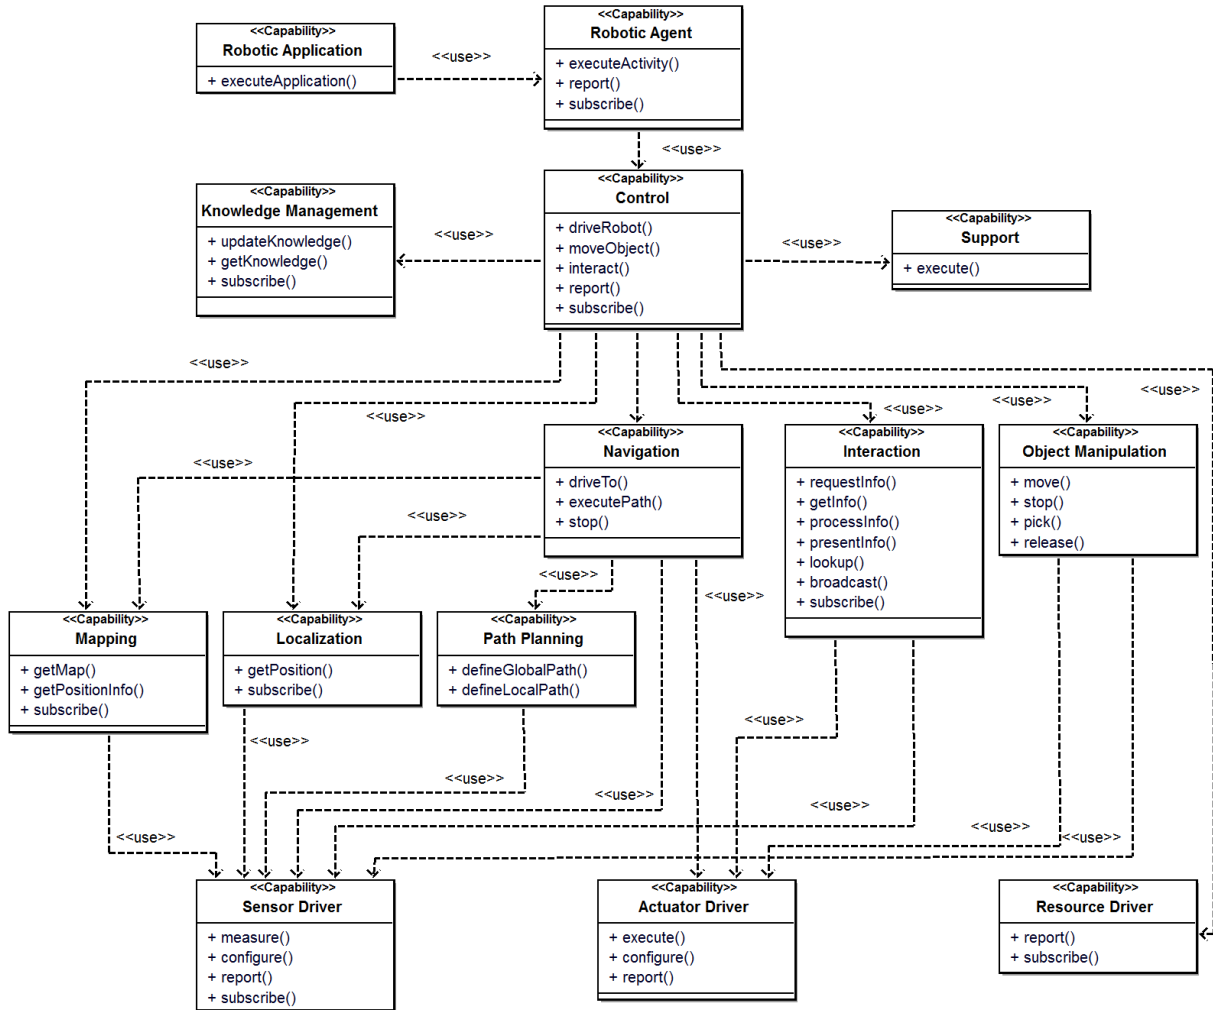 <<Capability>>
Robotic Application
+ executeApplication()
<<use>>
<<Capability>>
Robotic Agent
+ executeActivity()
+ report()
+ subscribe()
<<use>>
<<Capability>>
Knowledge Management
+ updateKnowledge()
+ getKnowledge()
+ subscribe()
<<use>>
<<Capability>>
Control
+ driveRobot()
+ moveObject()
+ interact()
+ report()
+ subscribe()
<<use>>
<<Capability>>
Support
+ execute()
<<use>>
<<use>>
<<use>>
<<use>>
<<use>>
<<Capability>>
Navigation
+ driveTo()
+ executePath()
+ stop()
<<Capability>>
Interaction
+ requestInfo()
+ getInfo()
+ processInfo()
+ presentInfo()
+ lookup()
+ broadcast()
+ subscribe()
<<Capability>>
Object Manipulation
+ move()
+ stop()
+ pick()
+ release()
<<use>>
<<use>>
<<use>>
<<use>>
<<Capability>>
Mapping
+ getMap()
+ getPositionInfo()
+ subscribe()
<<Capability>>
Localization
+ getPosition()
+ subscribe()
<<Capability>>
Path Planning
+ defineGlobalPath()
+ defineLocalPath()
<<use>>
<<use>>
<<use>>
<<use>>
<<use>>
<<use>>
<<use>>
<<use>>
<<Capability>>
Sensor Driver
+ measure()
+ configure()
+ report()
+ subscribe()
<<Capability>>
Actuator Driver
+ execute()
+ configure()
+ report()
<<Capability>>
Resource Driver
+ report()
+ subscribe()